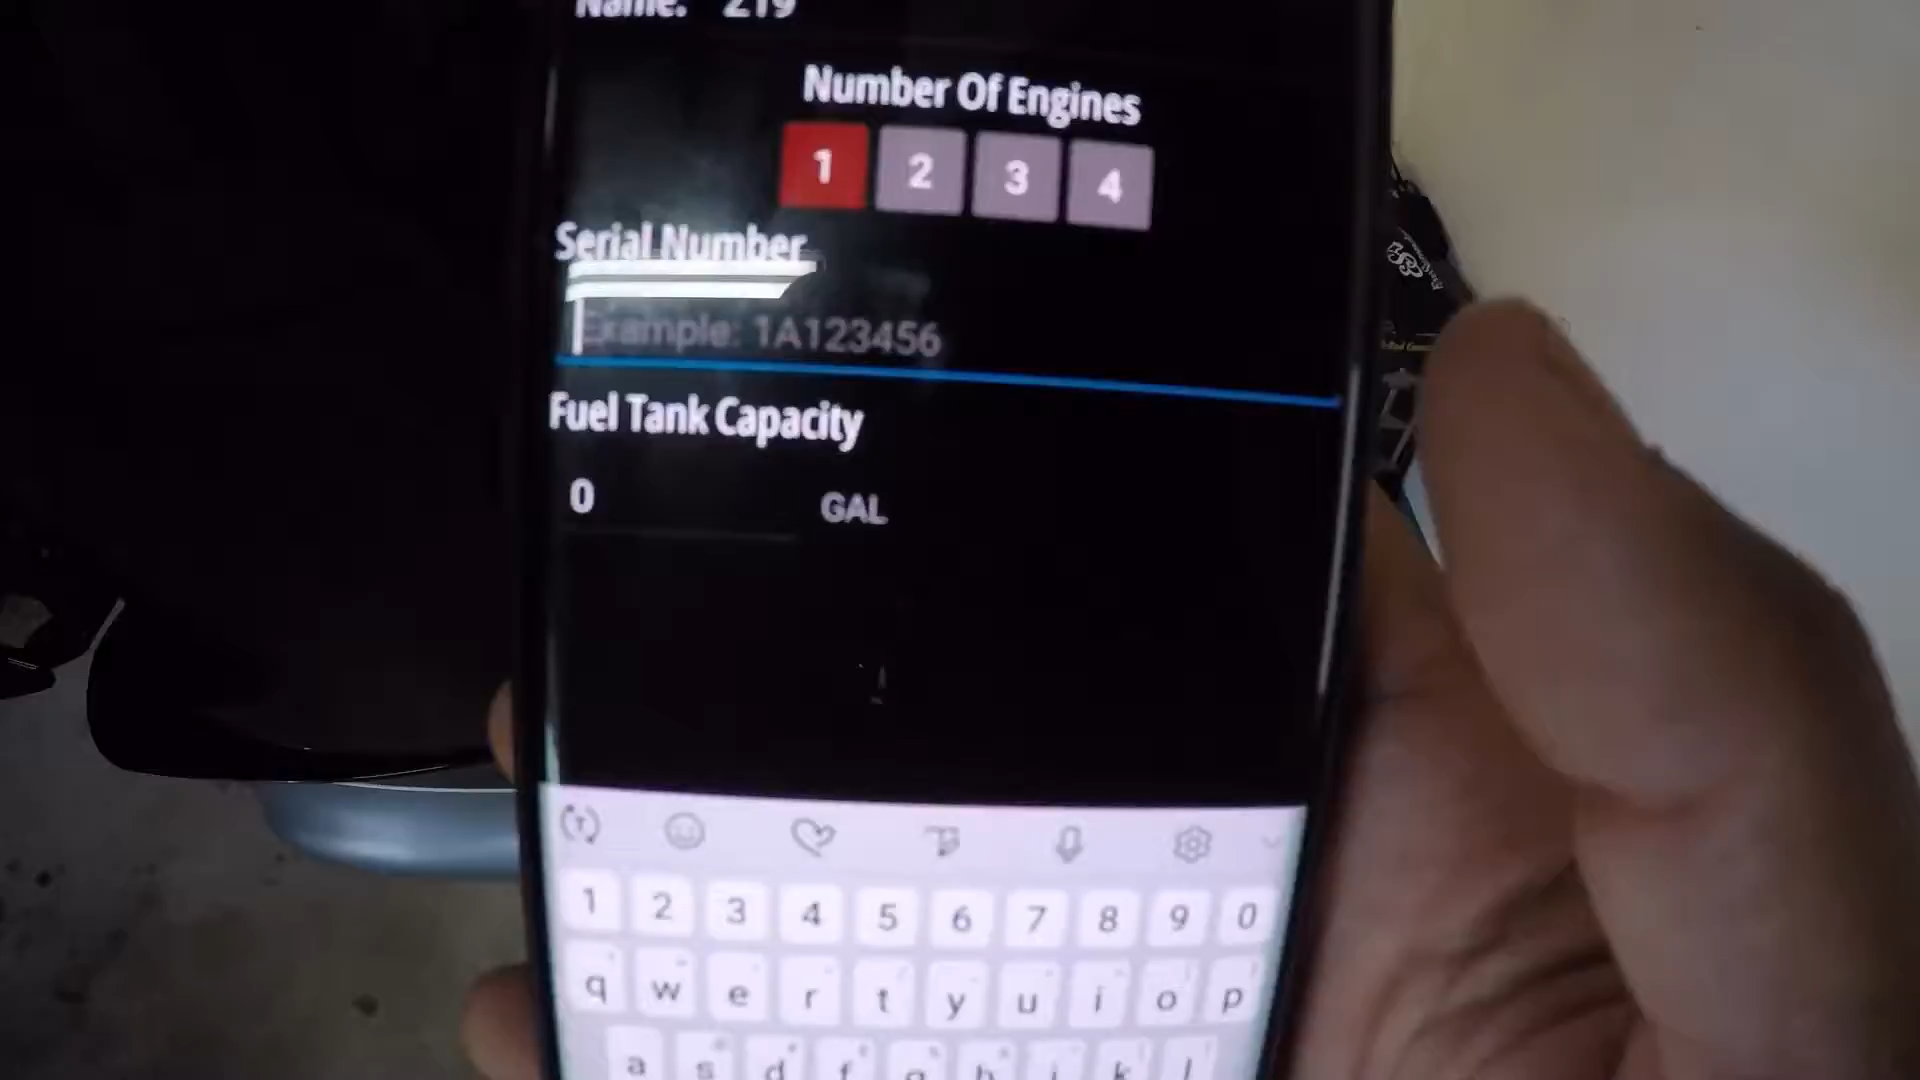 Name: 219
Number Of Engines
1 2 3 4
Serial Number
Example: 1A123456
Fuel Tank Capacity
0 GAL
1 2 3 4 5 6 7 8 9 0
q w e r t y u i o p
a s d f g h j k l